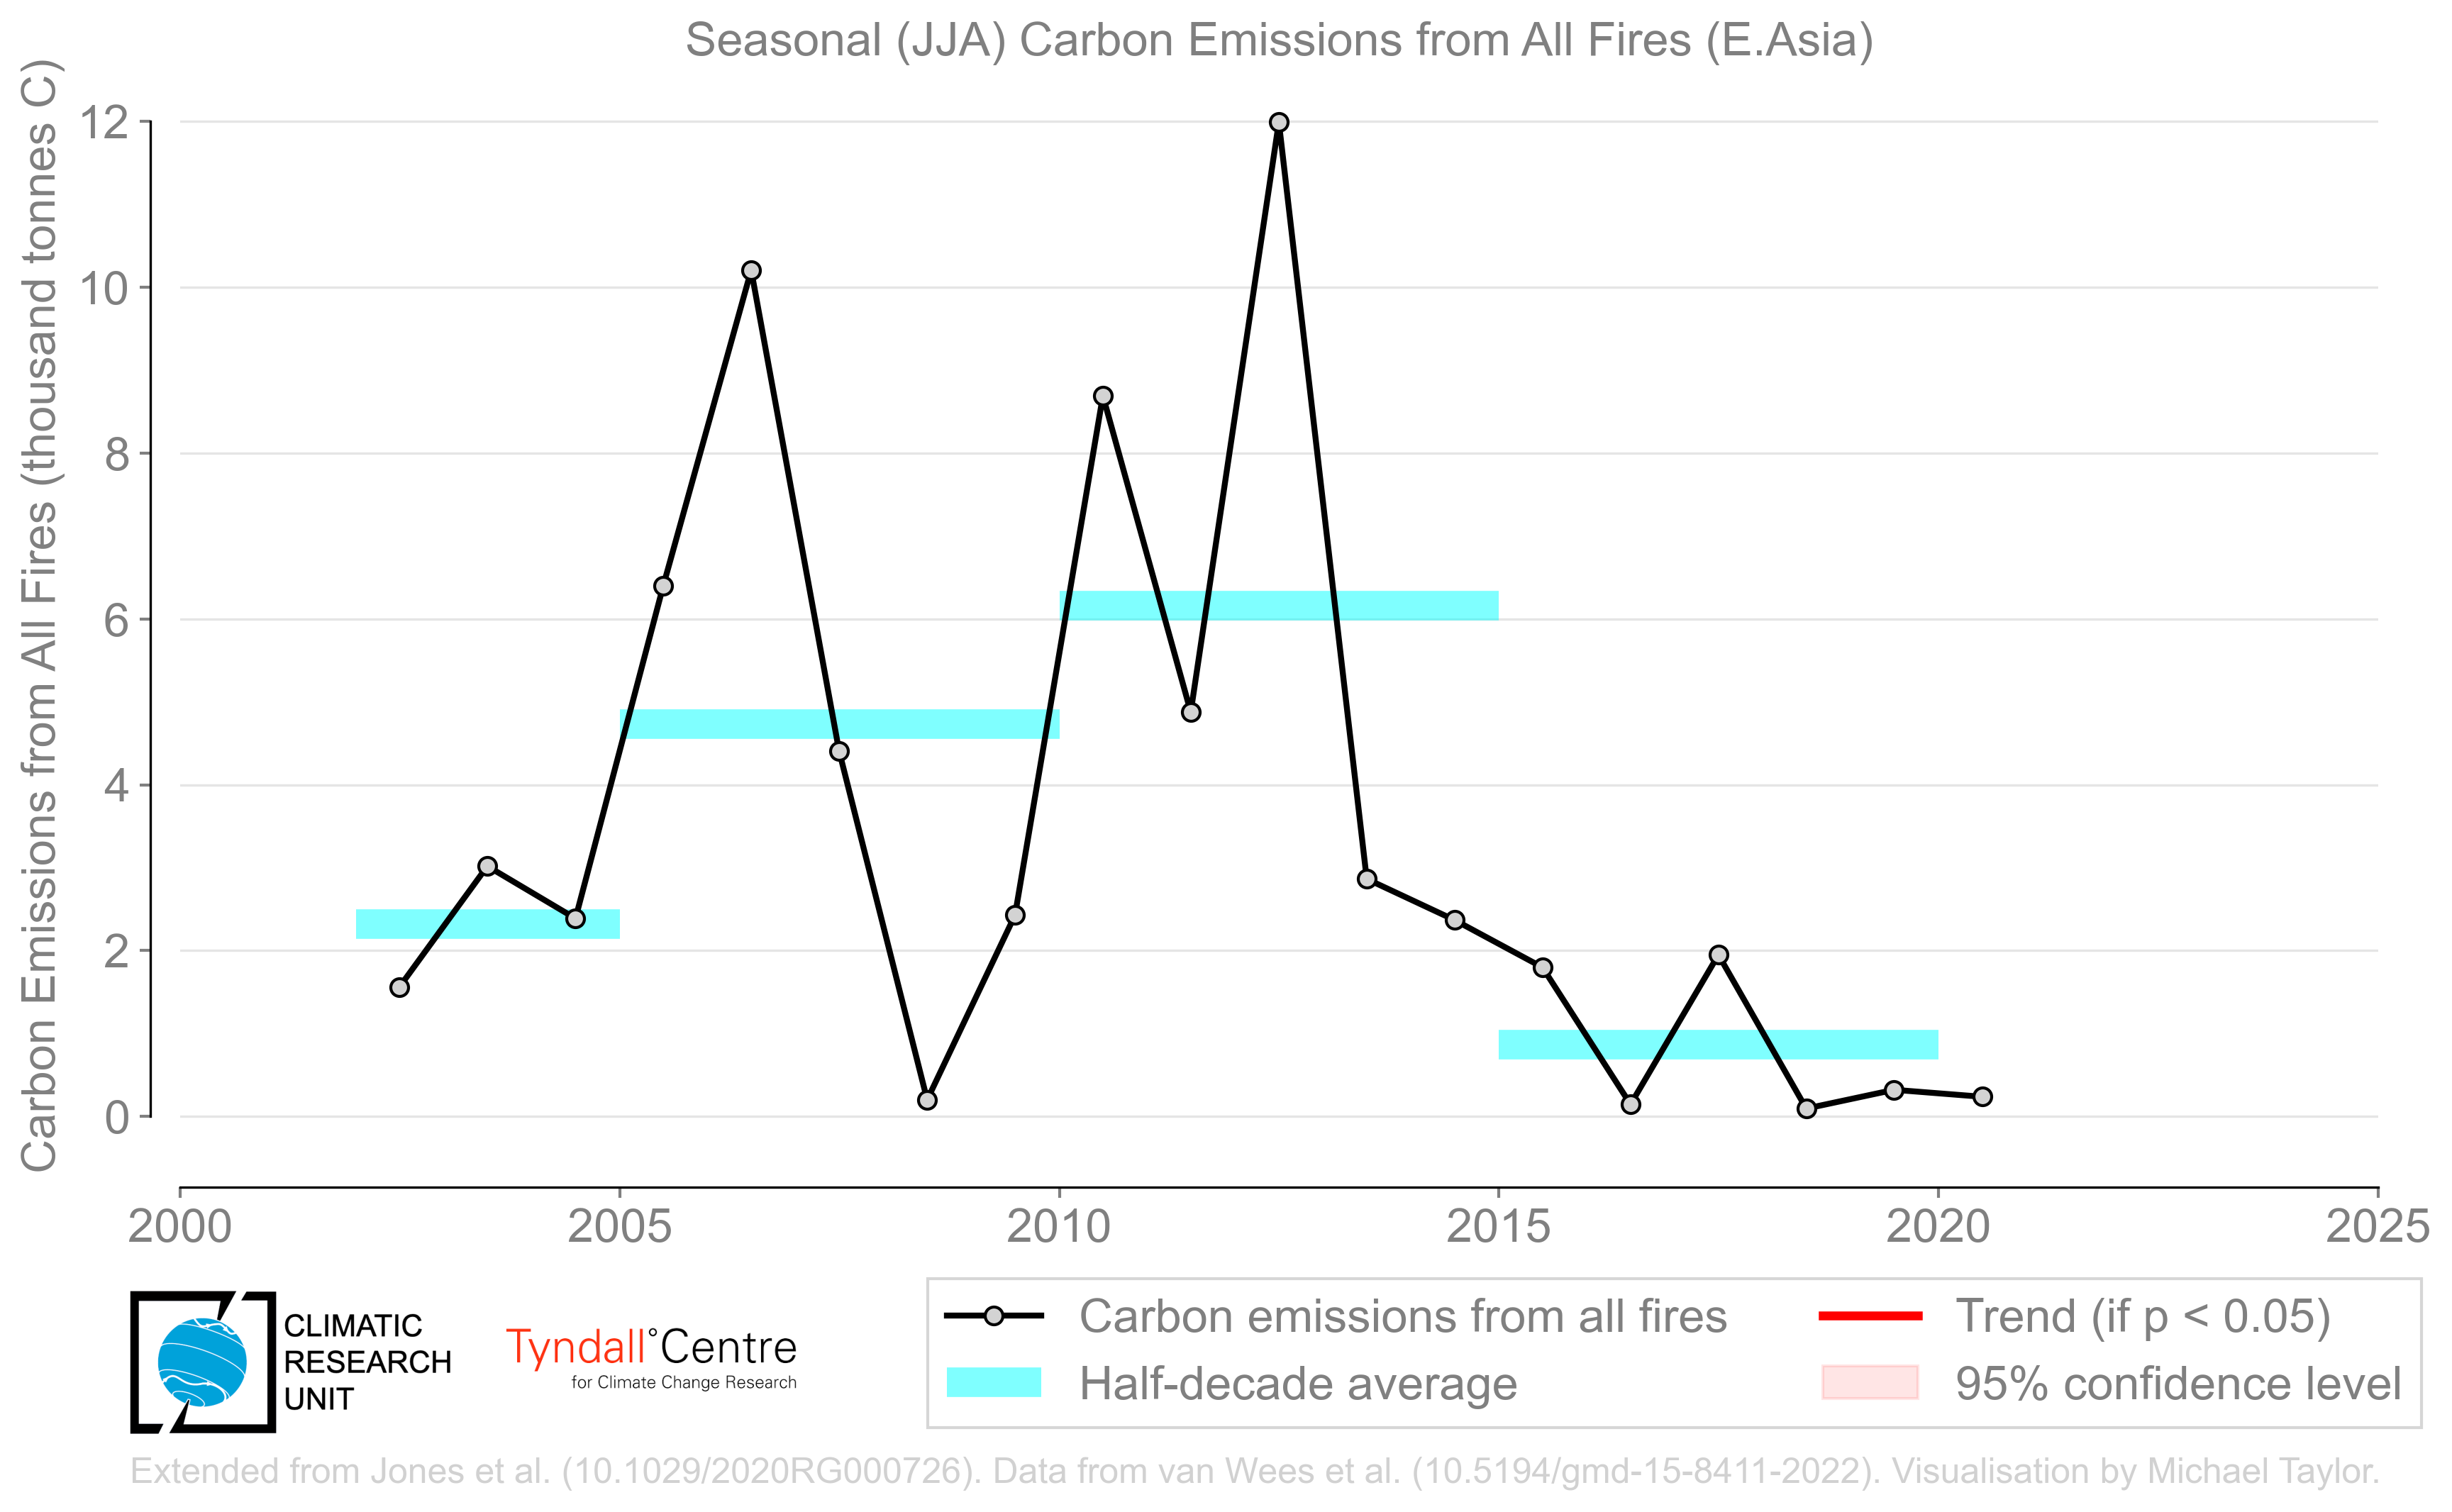 Seasonal (JJA) Carbon Emissions from All Fires (E.Asia)
Carbon Emissions from All Fires (thousand tonnes C)
12
10
8
6
4
2
0
2000 2005 2010 2015 2020 2025
CLIMATIC
RESEARCH
UNIT
Tyndall°Centre
for Climate Change Research
Carbon emissions from all fires
Half-decade average
Trend (if p < 0.05)
95% confidence level
Extended from Jones et al. (10.1029/2020RG000726). Data from van Wees et al. (10.5194/gmd-15-8411-2022). Visualisation by Michael Taylor.